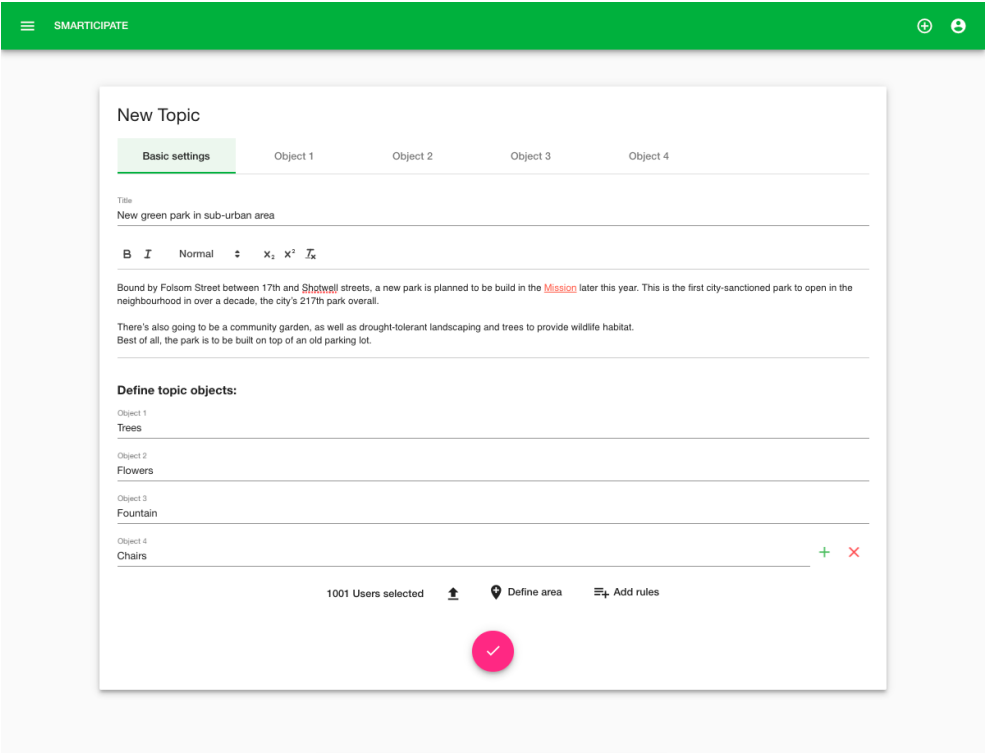 SMARTICIPATE
New Topic
Basic settings Object 1 Object 2 Object 3 Object 4
Title
New green park in sub-urban area
B I Normal x₂ x² Tx
Bound by Folsom Street between 17th and Shotwell streets, a new park is planned to be build in the Mission later this year. This is the first city-sanctioned park to open in the
neighbourhood in over a decade, the city's 217th park overall.
There's also going to be a community garden, as well as drought-tolerant landscaping and trees to provide wildlife habitat.
Best of all, the park is to be built on top of an old parking lot.
Define topic objects:
Object 1
Trees
Object 2
Flowers
Object 3
Fountain
Object 4
Chairs
1001 Users selected Define area Add rules